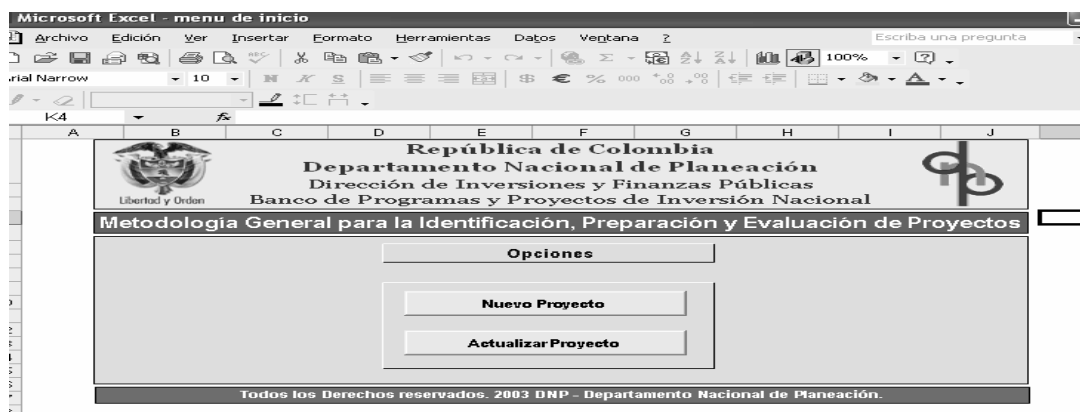 Microsoft Excel - menu de inicio
Archivo Edición Ver Insertar Formato Herramientas Datos Ventana ? Escriba una pregunta
100%
Arial Narrow 10 N K S € % 000
K4 fx
A B C D E F G H I J
República de Colombia
Departamento Nacional de Planeación
Dirección de Inversiones y Finanzas Públicas
Libertad y Orden Banco de Programas y Proyectos de Inversión Nacional
dnp
Metodología General para la Identificación, Preparación y Evaluación de Proyectos
Opciones
Nuevo Proyecto
Actualizar Proyecto
Todos los Derechos reservados. 2003 DNP - Departamento Nacional de Planeación.